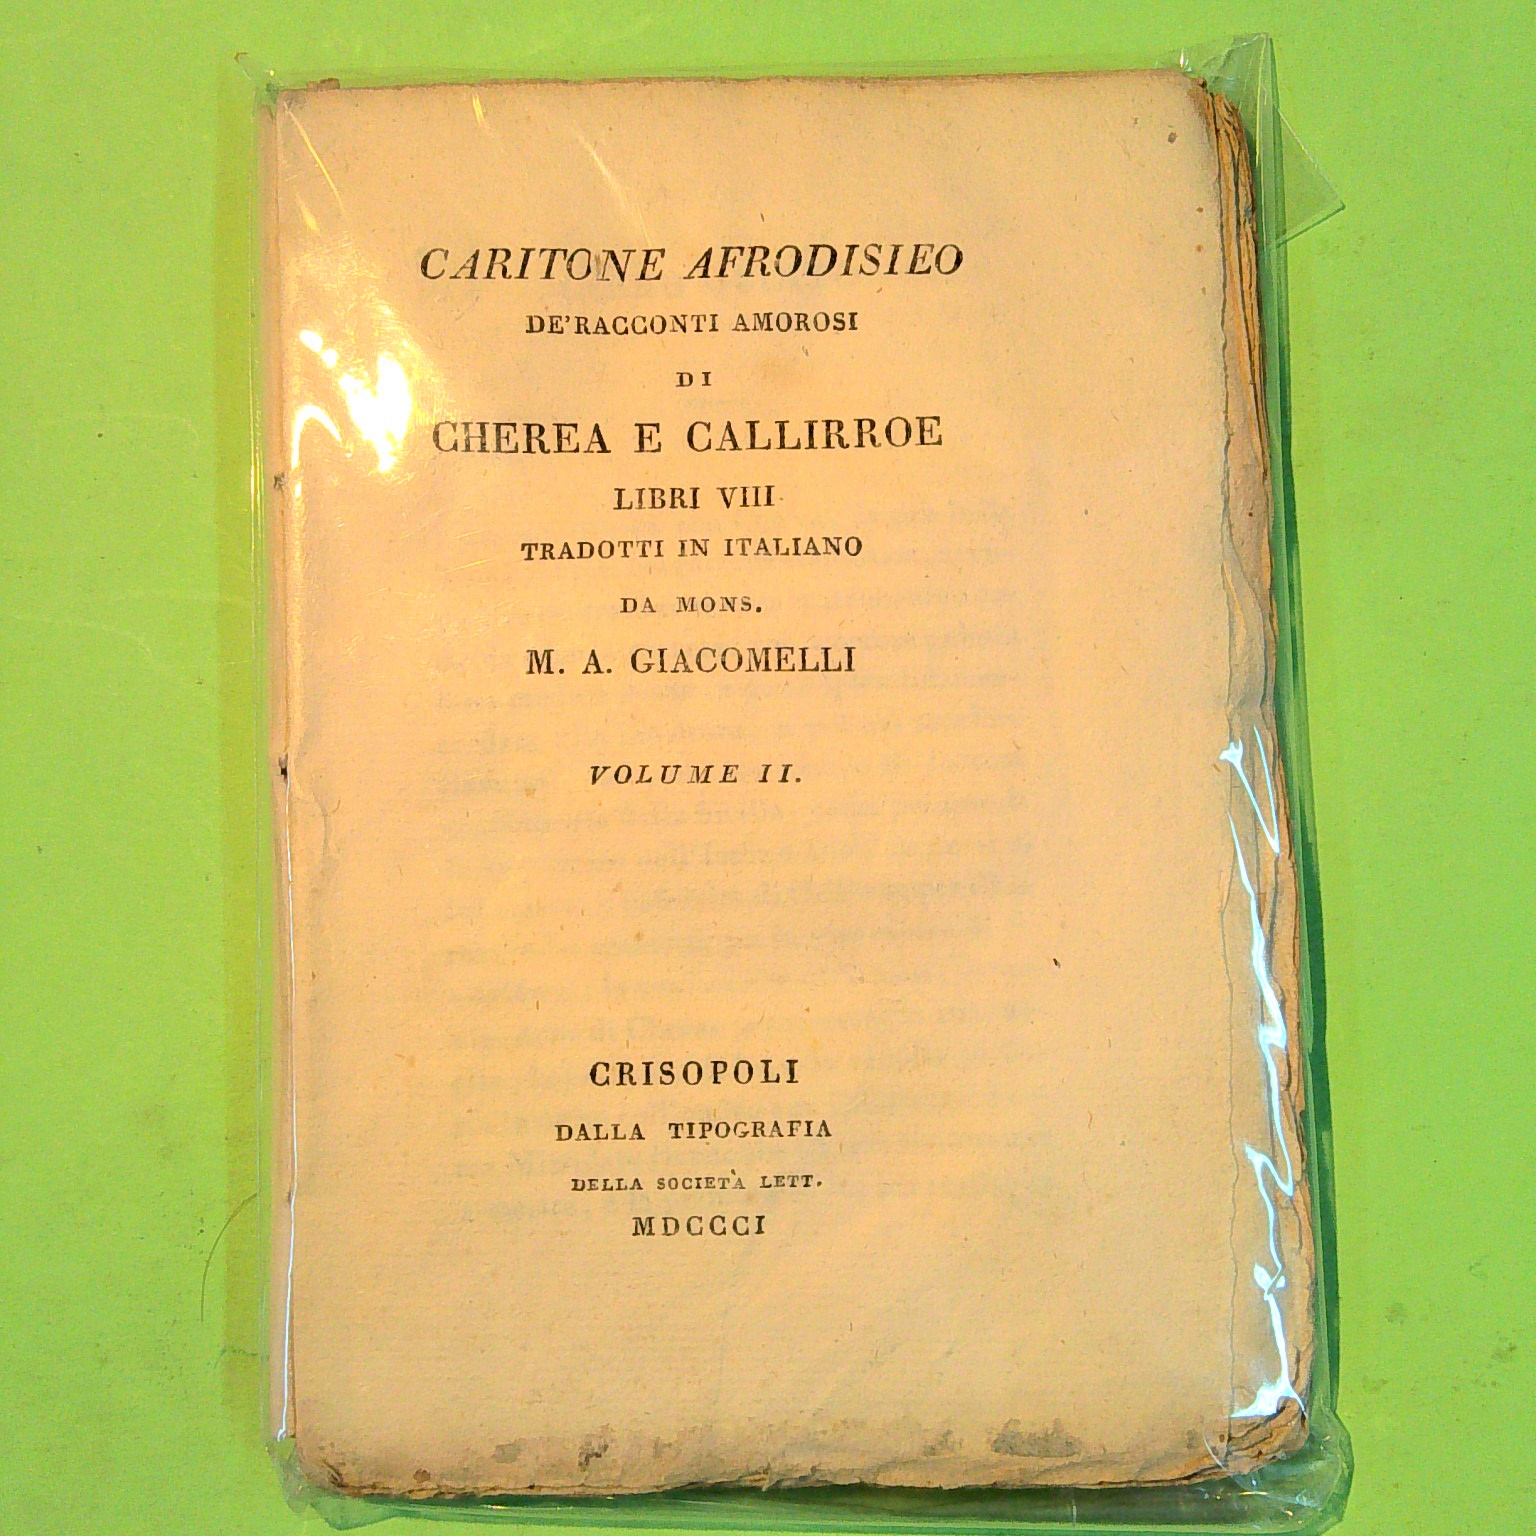 CARITONE AFRODISIEO
DE'RACCONTI AMOROSI
DI
CHEREA E CALLIRROE
LIBRI VIII
TRADOTTI IN ITALIANO
DA MONS.
M. A. GIACOMELLI
VOLUME II.
CRISOPOLI
DALLA TIPOGRAFIA
DELLA SOCIETÀ LETT.
MDCCCI